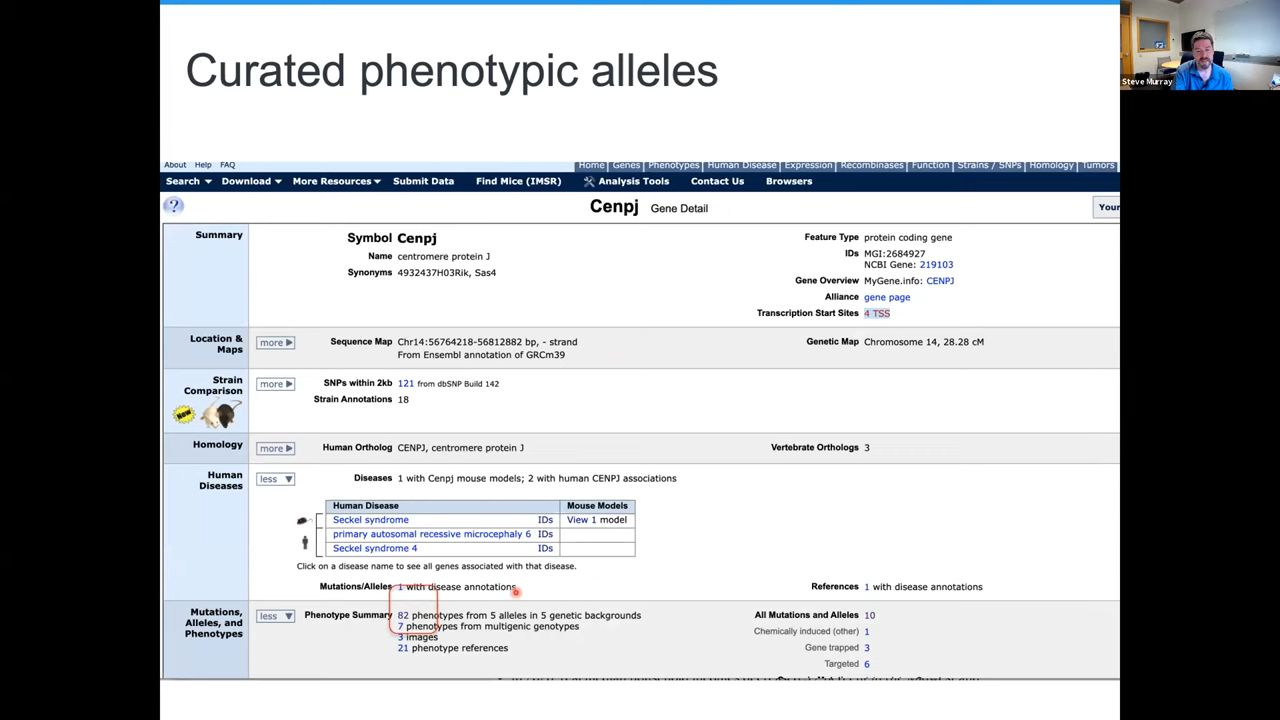 Curated phenotypic alleles
Steve Murray
About Help FAQ
Home Genes Phenotypes Human Disease Expression Recombinases Function Strains / SNPs Homology Tumors
Search Download More Resources Submit Data Find Mice (IMSR) Analysis Tools Contact Us Browsers
? Cenpj Gene Detail Your
Summary
Symbol Cenpj
Name centromere protein J
Synonyms 4932437H03Rik, Sas4
Feature Type protein coding gene
IDs MGI:2684927
NCBI Gene: 219103
Gene Overview MyGene.info: CENPJ
Alliance gene page
Transcription Start Sites 4 TSS
Location &
Maps
more
Sequence Map Chr14:56764218-56812882 bp, - strand
From Ensembl annotation of GRCm39
Genetic Map Chromosome 14, 28.28 cM
Strain
Comparison
New
more
SNPs within 2kb 121 from dbSNP Build 142
Strain Annotations 18
Homology
more
Human Ortholog CENPJ, centromere protein J
Vertebrate Orthologs 3
Human
Diseases
less
Diseases 1 with Cenpj mouse models; 2 with human CENPJ associations
Human Disease Mouse Models
Seckel syndrome IDs View 1 model
primary autosomal recessive microcephaly 6 IDs
Seckel syndrome 4 IDs
Click on a disease name to see all genes associated with that disease.
Mutations/Alleles 1 with disease annotations
References 1 with disease annotations
Mutations,
Alleles, and
Phenotypes
less
Phenotype Summary 82 phenotypes from 5 alleles in 5 genetic backgrounds
7 phenotypes from multigenic genotypes
3 images
21 phenotype references
All Mutations and Alleles 10
Chemically induced (other) 1
Gene trapped 3
Targeted 6